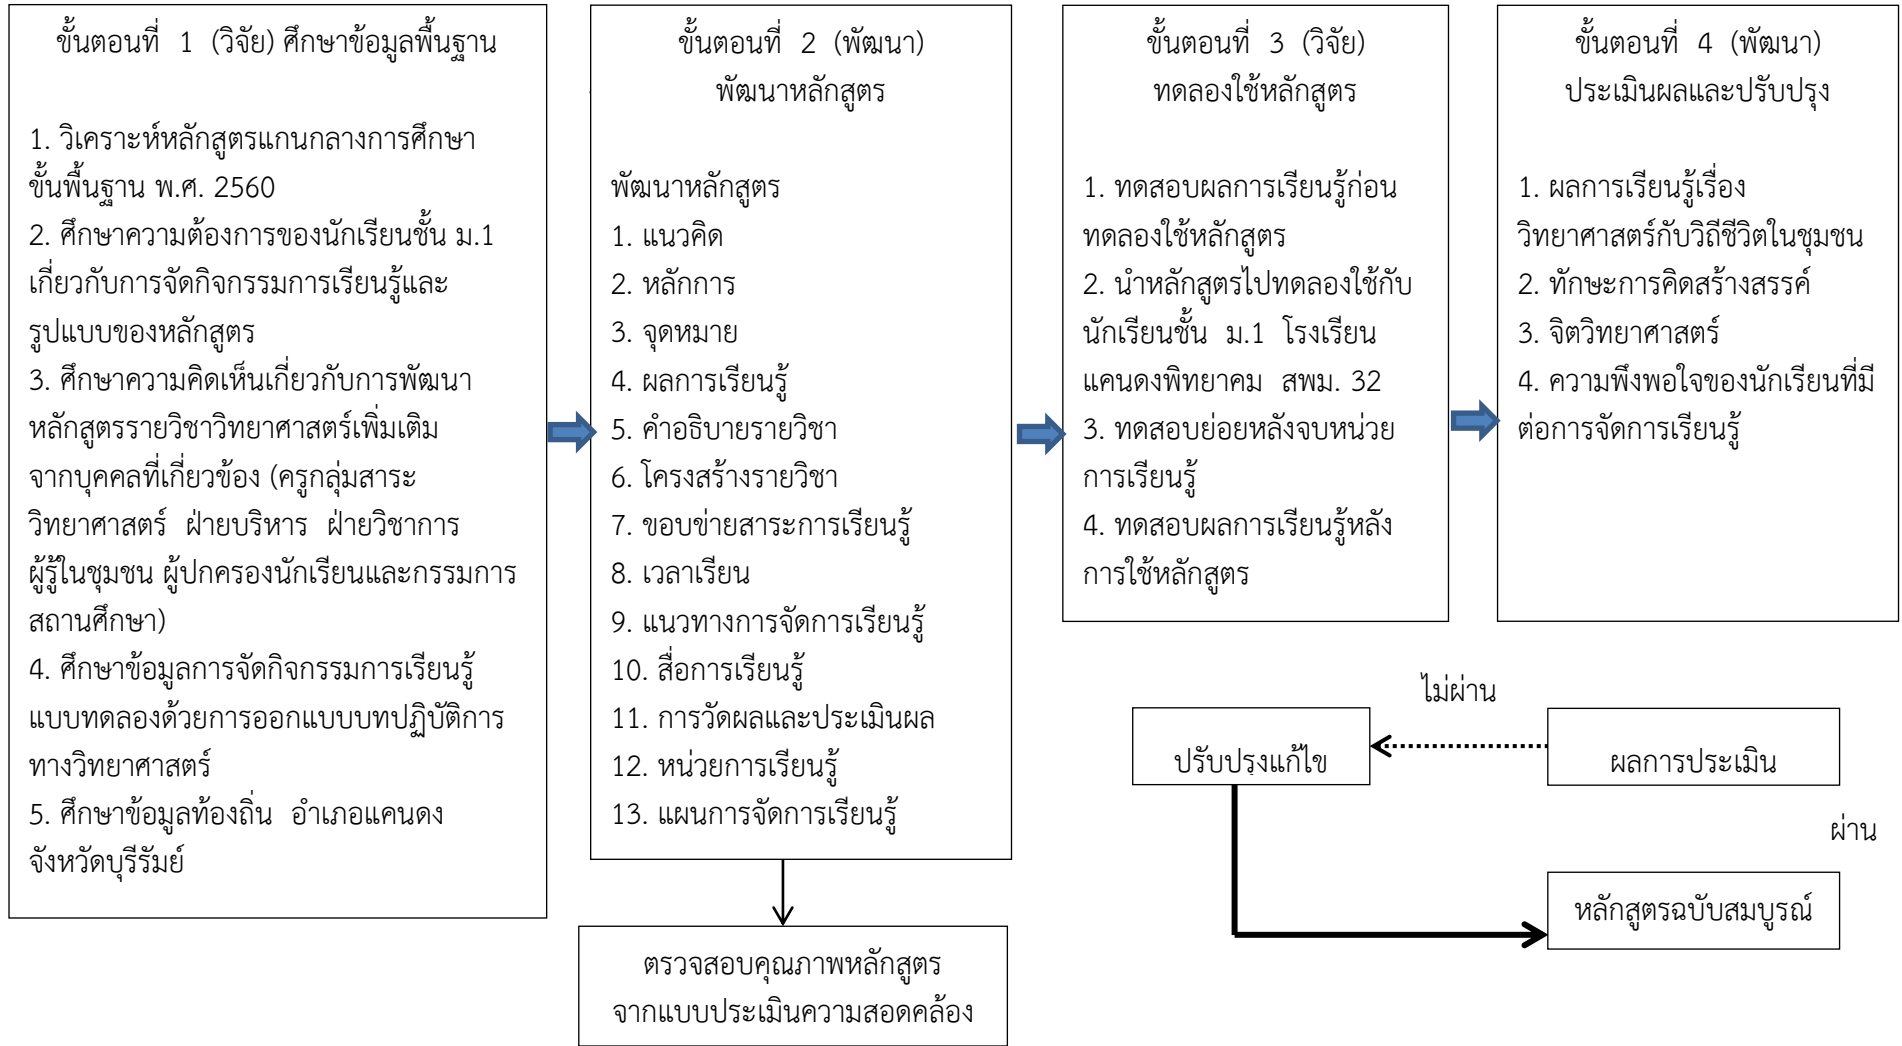 ขั้นตอนที่ 1 (วิจัย) ศึกษาข้อมูลพื้นฐาน
1. วิเคราะห์หลักสูตรแกนกลางการศึกษา
ขั้นพื้นฐาน พ.ศ. 2560
2. ศึกษาความต้องการของนักเรียนชั้น ม.1
เกี่ยวกับการจัดกิจกรรมการเรียนรู้และ
รูปแบบของหลักสูตร
3. ศึกษาความคิดเห็นเกี่ยวกับการพัฒนา
หลักสูตรรายวิชาวิทยาศาสตร์เพิ่มเติม
จากบุคคลที่เกี่ยวข้อง (ครูกลุ่มสาระ
วิทยาศาสตร์ ฝ่ายบริหาร ฝ่ายวิชาการ
ผู้รู้ในชุมชน ผู้ปกครองนักเรียนและกรรมการ
สถานศึกษา)
4. ศึกษาข้อมูลการจัดกิจกรรมการเรียนรู้
แบบทดลองด้วยการออกแบบบทปฏิบัติการ
ทางวิทยาศาสตร์
5. ศึกษาข้อมูลท้องถิ่น อำเภอแคนดง
จังหวัดบุรีรัมย์
ขั้นตอนที่ 2 (พัฒนา)
พัฒนาหลักสูตร
พัฒนาหลักสูตร
1. แนวคิด
2. หลักการ
3. จุดหมาย
4. ผลการเรียนรู้
5. คำอธิบายรายวิชา
6. โครงสร้างรายวิชา
7. ขอบข่ายสาระการเรียนรู้
8. เวลาเรียน
9. แนวทางการจัดการเรียนรู้
10. สื่อการเรียนรู้
11. การวัดผลและประเมินผล
12. หน่วยการเรียนรู้
13. แผนการจัดการเรียนรู้
ตรวจสอบคุณภาพหลักสูตร
จากแบบประเมินความสอดคล้อง
ขั้นตอนที่ 3 (วิจัย)
ทดลองใช้หลักสูตร
1. ทดสอบผลการเรียนรู้ก่อน
ทดลองใช้หลักสูตร
2. นำหลักสูตรไปทดลองใช้กับ
นักเรียนชั้น ม.1 โรงเรียน
แคนดงพิทยาคม สพม. 32
3. ทดสอบย่อยหลังจบหน่วย
การเรียนรู้
4. ทดสอบผลการเรียนรู้หลัง
การใช้หลักสูตร
ขั้นตอนที่ 4 (พัฒนา)
ประเมินผลและปรับปรุง
1. ผลการเรียนรู้เรื่อง
วิทยาศาสตร์กับวิถีชีวิตในชุมชน
2. ทักษะการคิดสร้างสรรค์
3. จิตวิทยาศาสตร์
4. ความพึงพอใจของนักเรียนที่มี
ต่อการจัดการเรียนรู้
ไม่ผ่าน
ปรับปรุงแก้ไข
ผลการประเมิน
ผ่าน
หลักสูตรฉบับสมบูรณ์